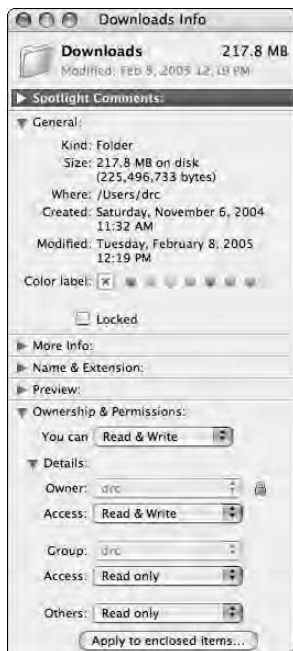 Downloads Info
Downloads 217.8 MB
Modified: Feb 8, 2005 12:19 PM
Spotlight Comments:
General:
Kind: Folder
Size: 217.8 MB on disk
(225,496,733 bytes)
Where: /Users/drc
Created: Saturday, November 6, 2004
11:32 AM
Modified: Tuesday, February 8, 2005
12:19 PM
Color label:
Locked
More Info:
Name & Extension:
Preview:
Ownership & Permissions:
You can Read & Write
Details:
Owner: drc
Access: Read & Write
Group: drc
Access: Read only
Others: Read only
Apply to enclosed items...